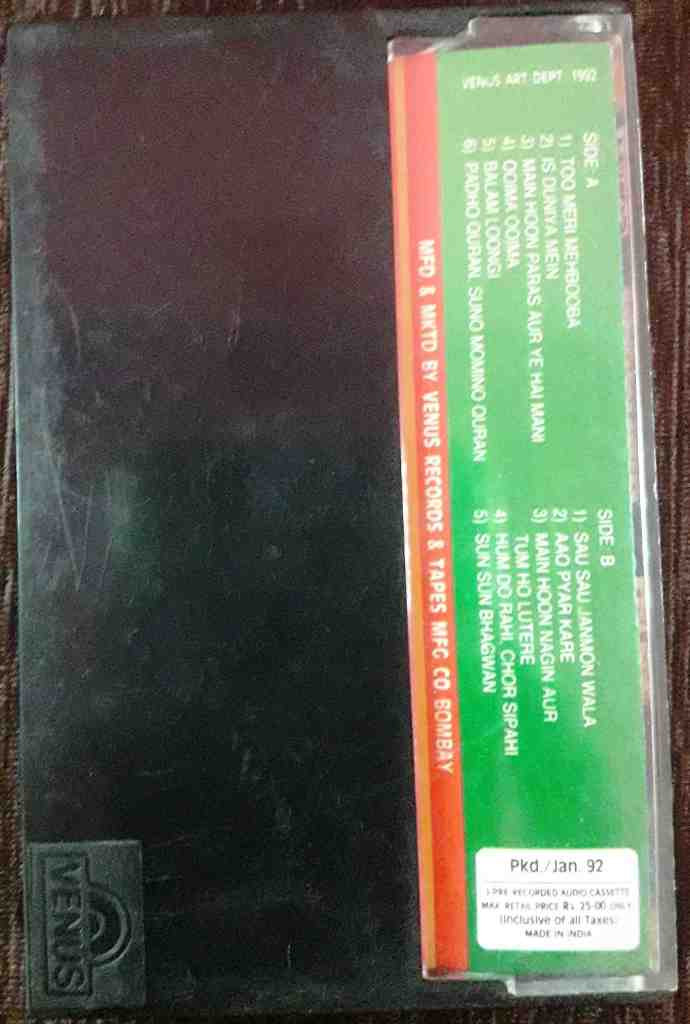 VENUS ART DEPT 1992
SIDE A
1) TOO MERI MEHBOOBA
2) IS DUNIYA MEIN
3) MAIN HOON PARAS AUR YE HAI MANI
4) OOIMA OOIMA
5) BALAM LOONGI
6) PADHO QURAN, SUNO MOMINO QURAN
SIDE B
1) SAU SAU JANMON WALA
2) AAO PYAR KARE
3) MAIN HOON NAGIN AUR
TUM HO LUTERE
4) HUM DO RAHI, CHOR SIPAHI
5) SUN SUN BHAGWAN
MFD & MKTD BY VENUS RECORDS & TAPES MFG CO. BOMBAY
Pkd./Jan. 92
1-PRE RECORDED AUDIO CASSETTE
MAX RETAIL PRICE Rs. 25-00 ONLY
(Inclusive of all Taxes)
MADE IN INDIA
VENUS